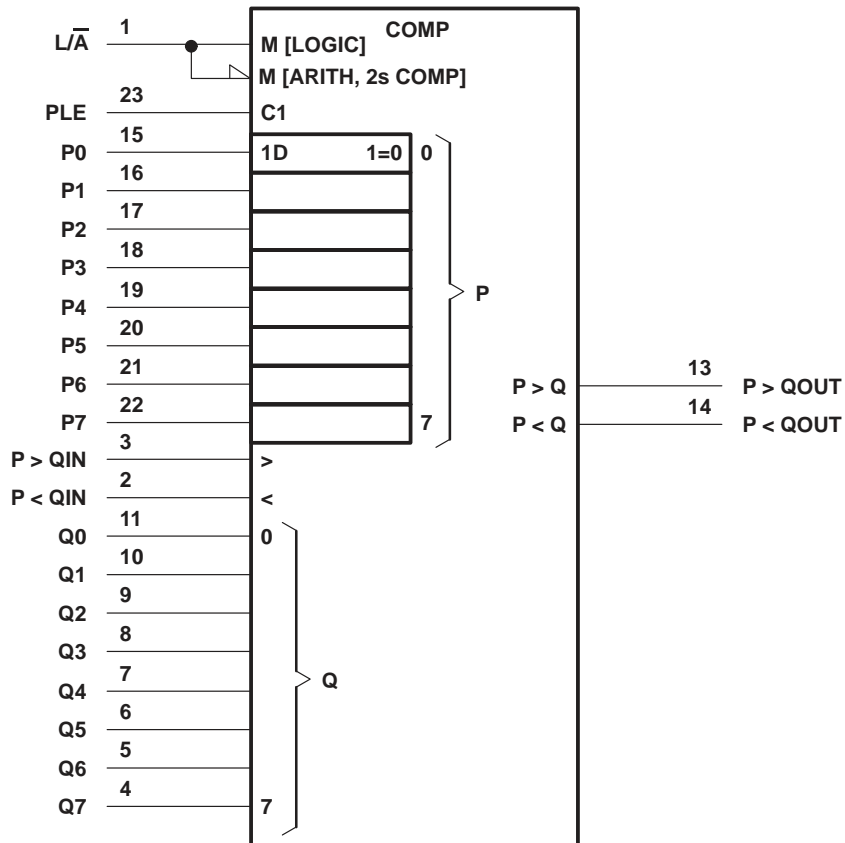 COMP
L/A̅ 1 M [LOGIC]
M [ARITH, 2s COMP]
PLE 23 C1
P0 15 1D 1=0 0
P1 16
P2 17
P3 18
P4 19
P
P5 20
P6 21
P > Q 13 P > QOUT
P7 22 7
P < Q 14 P < QOUT
P > QIN 3 >
P < QIN 2 <
Q0 11 0
Q1 10
Q2 9
Q3 8
Q
Q4 7
Q5 6
Q6 5
Q7 4 7